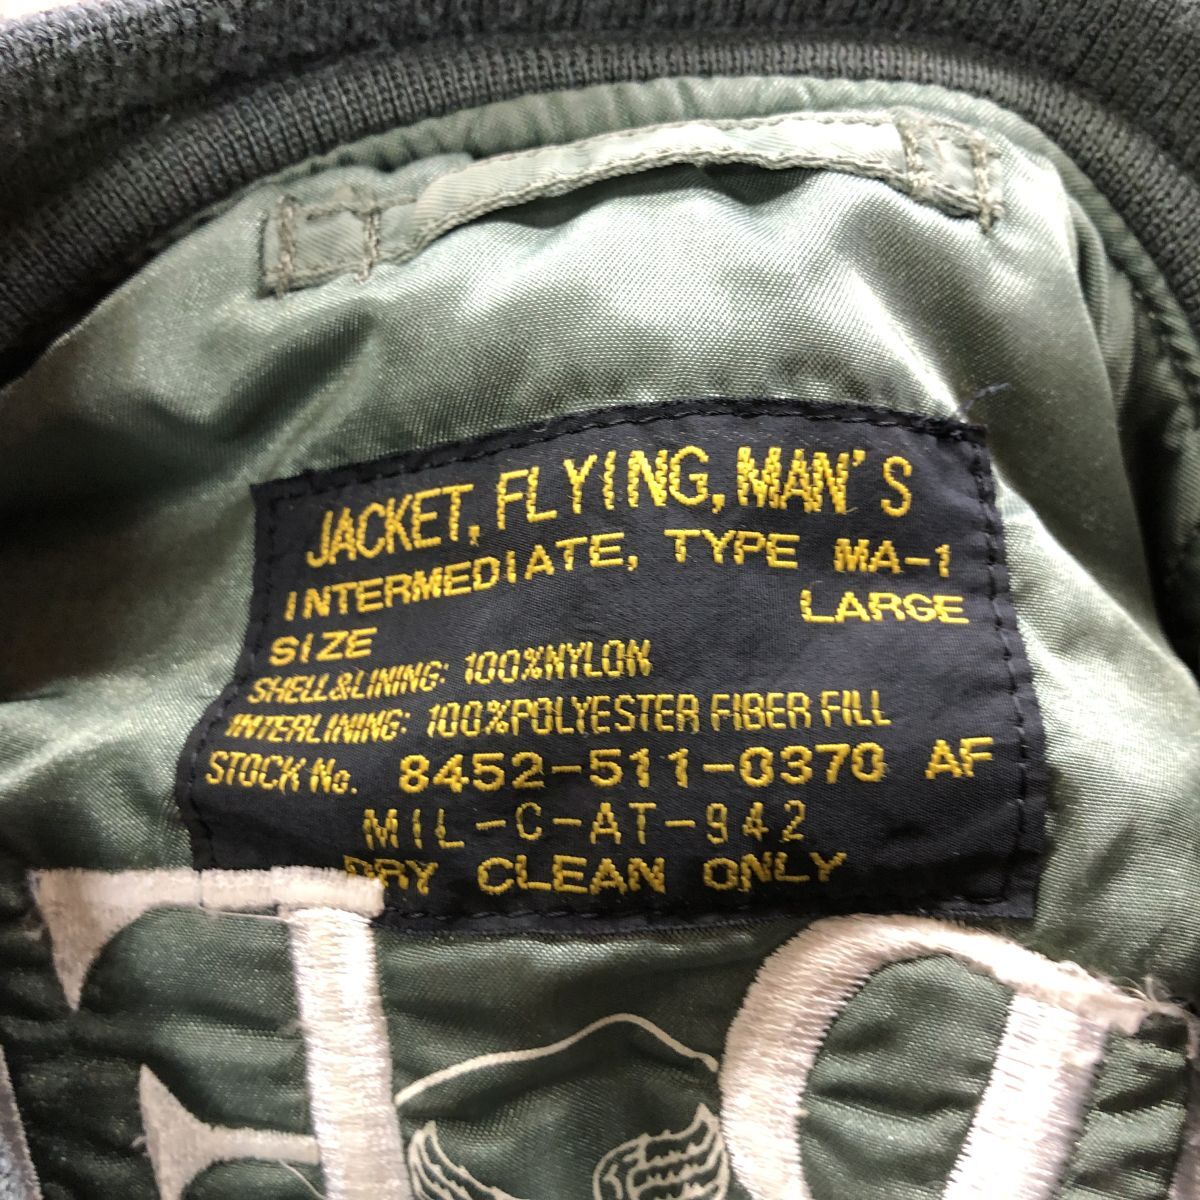 JACKET, FLYING, MAN'S
INTERMEDIATE, TYPE MA-1
SIZE LARGE
SHELL&LINING: 100%NYLON
INTERLINING: 100%POLYESTER FIBER FILL
STOCK No. 8452-511-0370 AF
MIL-C-AT-942
DRY CLEAN ONLY